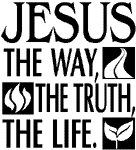 JESUS
THE WAY,
THE TRUTH,
THE LIFE.